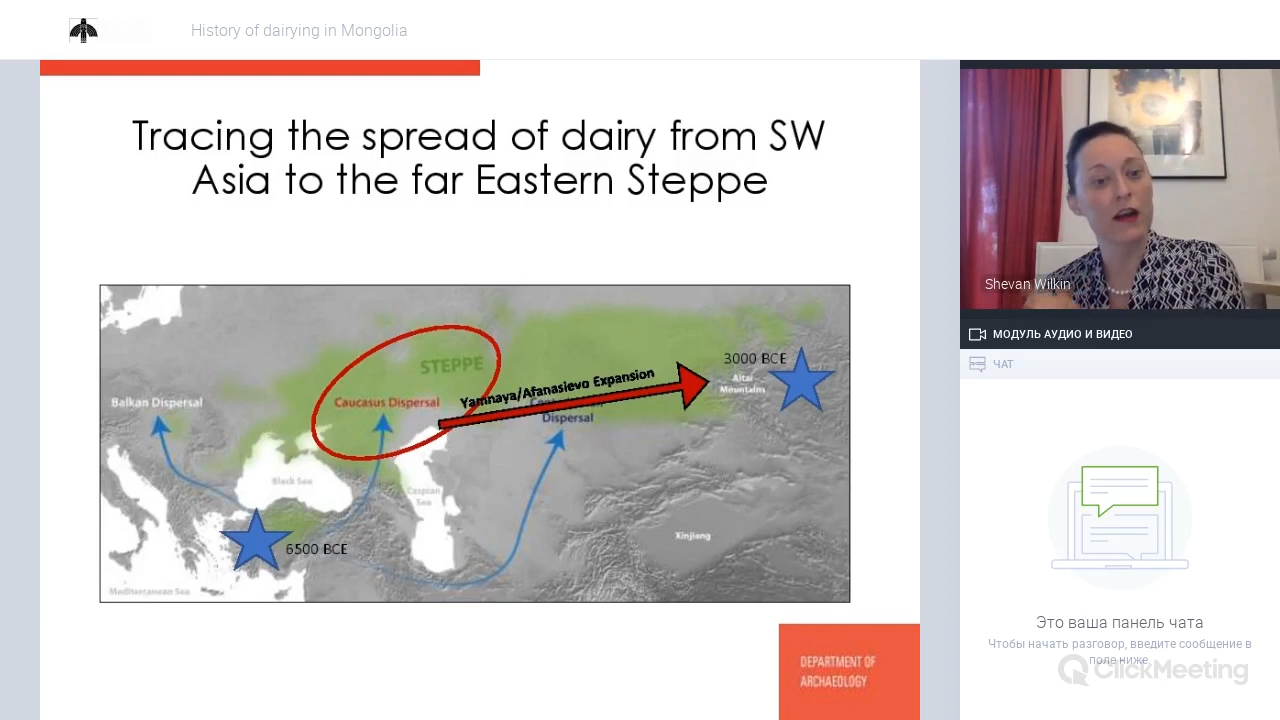 History of dairying in Mongolia
Tracing the spread of dairy from SW
Asia to the far Eastern Steppe
STEPPE
3000 BCE
Yamnaya/Afanasievo Expansion
Altai
Mountains
Balkan Dispersal
Caucasus Dispersal
Dispersal
Black Sea
Caspian
Sea
Xinjiang
6500 BCE
Mediterranean Sea
DEPARTMENT OF
ARCHAEOLOGY
Shevan Wilkin
МОДУЛЬ АУДИО И ВИДЕО
ЧАТ
Это ваша панель чата
Чтобы начать разговор, введите сообщение в
поле ниже.
ClickMeeting